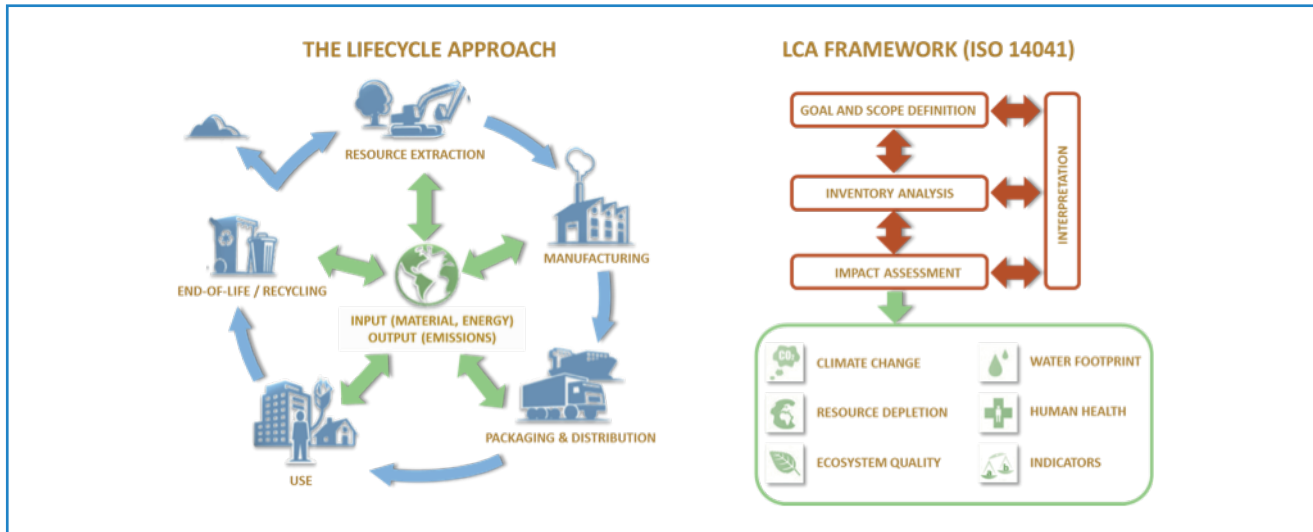 THE LIFECYCLE APPROACH
RESOURCE EXTRACTION
MANUFACTURING
PACKAGING & DISTRIBUTION
USE
END-OF-LIFE / RECYCLING
INPUT (MATERIAL, ENERGY)
OUTPUT (EMISSIONS)
LCA FRAMEWORK (ISO 14041)
GOAL AND SCOPE DEFINITION
INVENTORY ANALYSIS
IMPACT ASSESSMENT
INTERPRETATION
CO₂
CLIMATE CHANGE
RESOURCE DEPLETION
ECOSYSTEM QUALITY
WATER FOOTPRINT
HUMAN HEALTH
INDICATORS